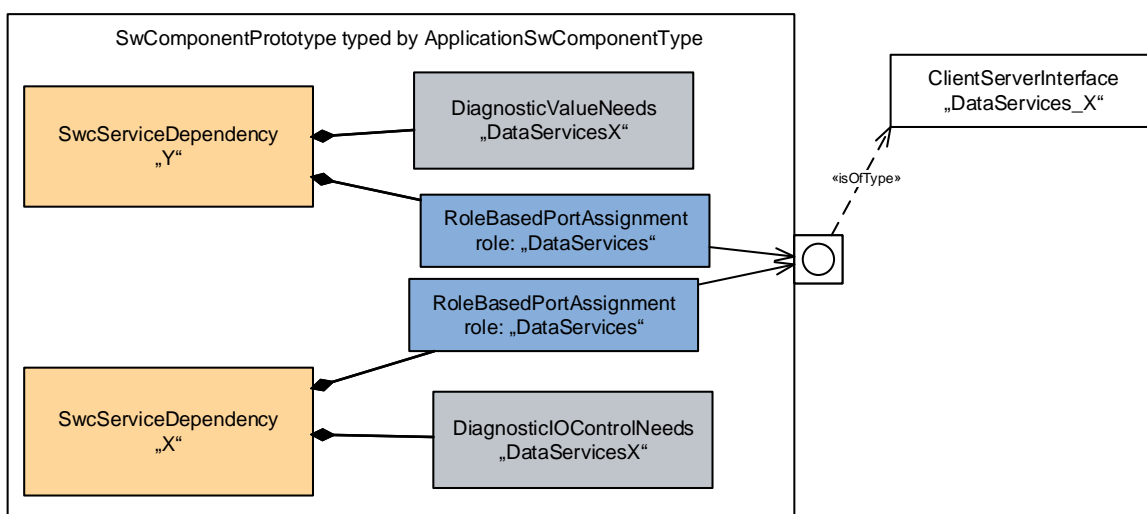 SwComponentPrototype typed by ApplicationSwComponentType
SwcServiceDependency
„Y“
DiagnosticValueNeeds
„DataServicesX“
ClientServerInterface
„DataServices_X“
«isOfType»
RoleBasedPortAssignment
role: „DataServices“
RoleBasedPortAssignment
role: „DataServices“
SwcServiceDependency
„X“
DiagnosticIOControlNeeds
„DataServicesX“